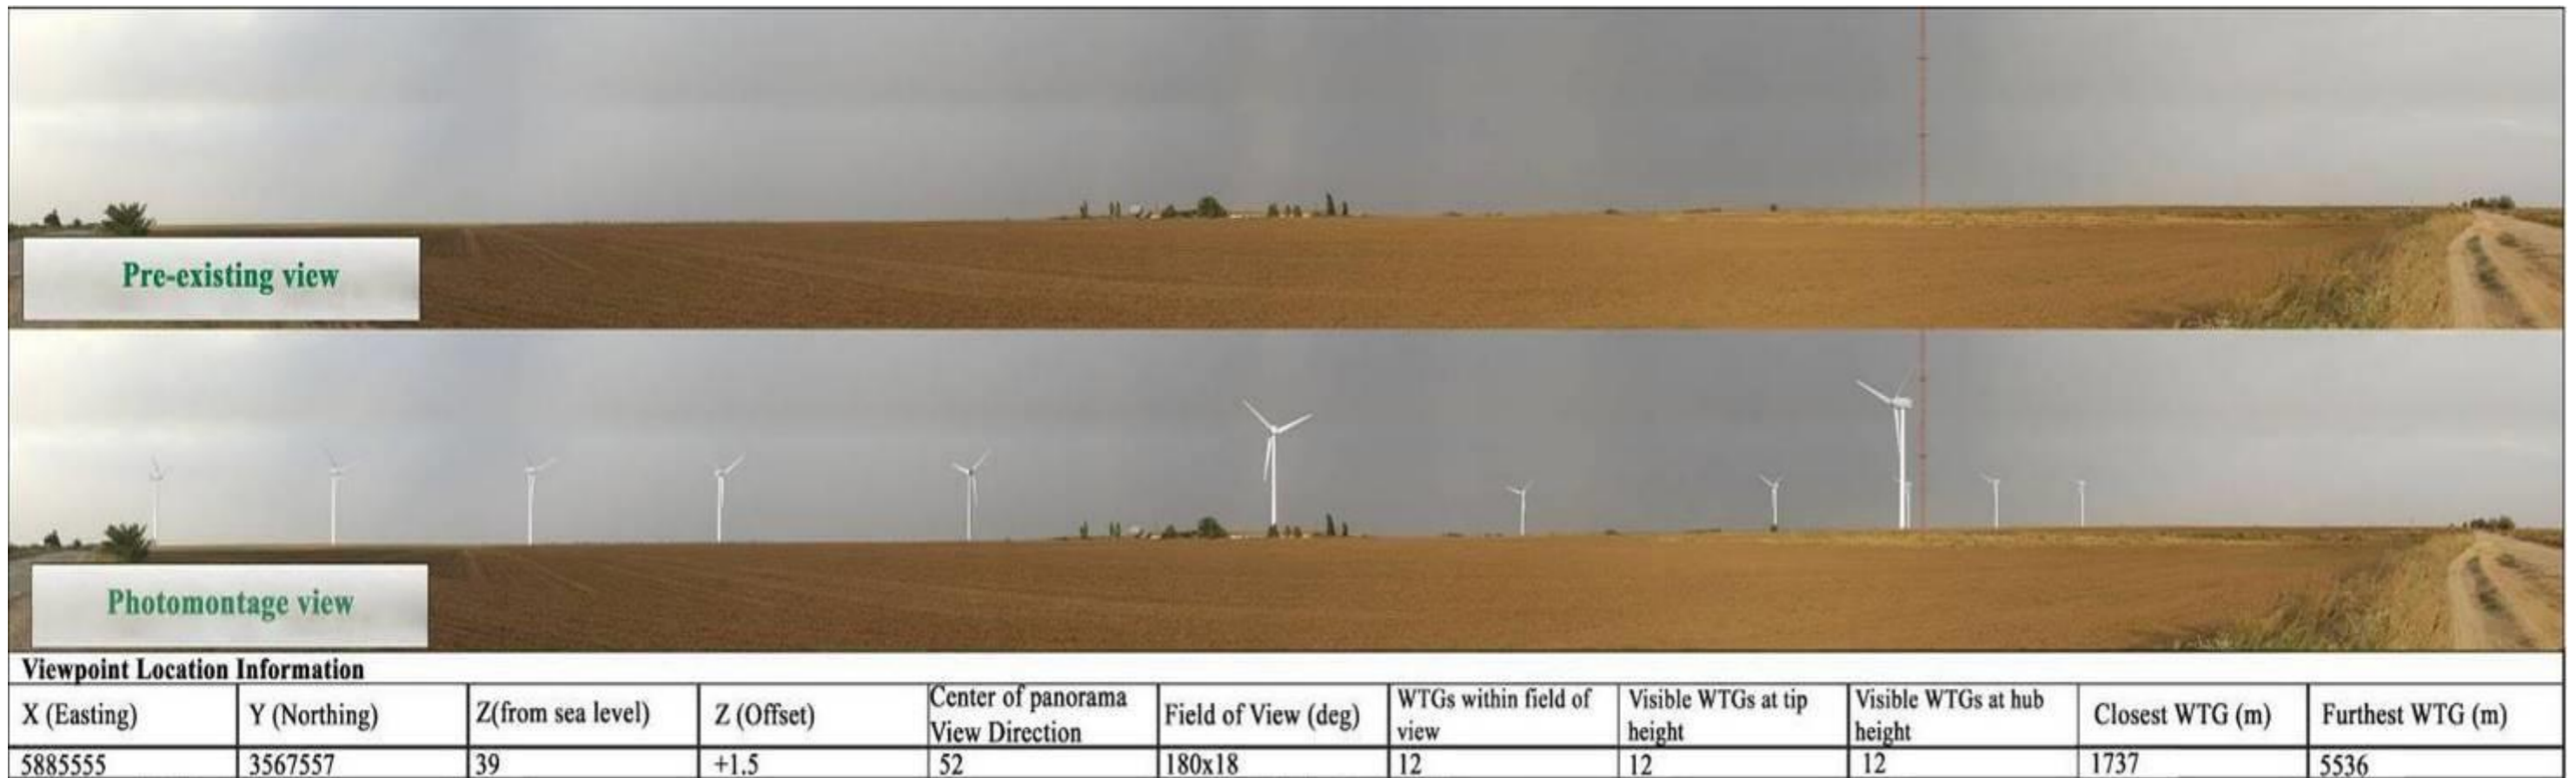 Pre-existing view
Photomontage view
Viewpoint Location Information
X (Easting)
Y (Northing)
Z(from sea level)
Z (Offset)
Center of panorama
View Direction
Field of View (deg)
WTGs within field of
view
Visible WTGs at tip
height
Visible WTGs at hub
height
Closest WTG (m)
Furthest WTG (m)
5885555
3567557
39
+1.5
52
180x18
12
12
12
1737
5536